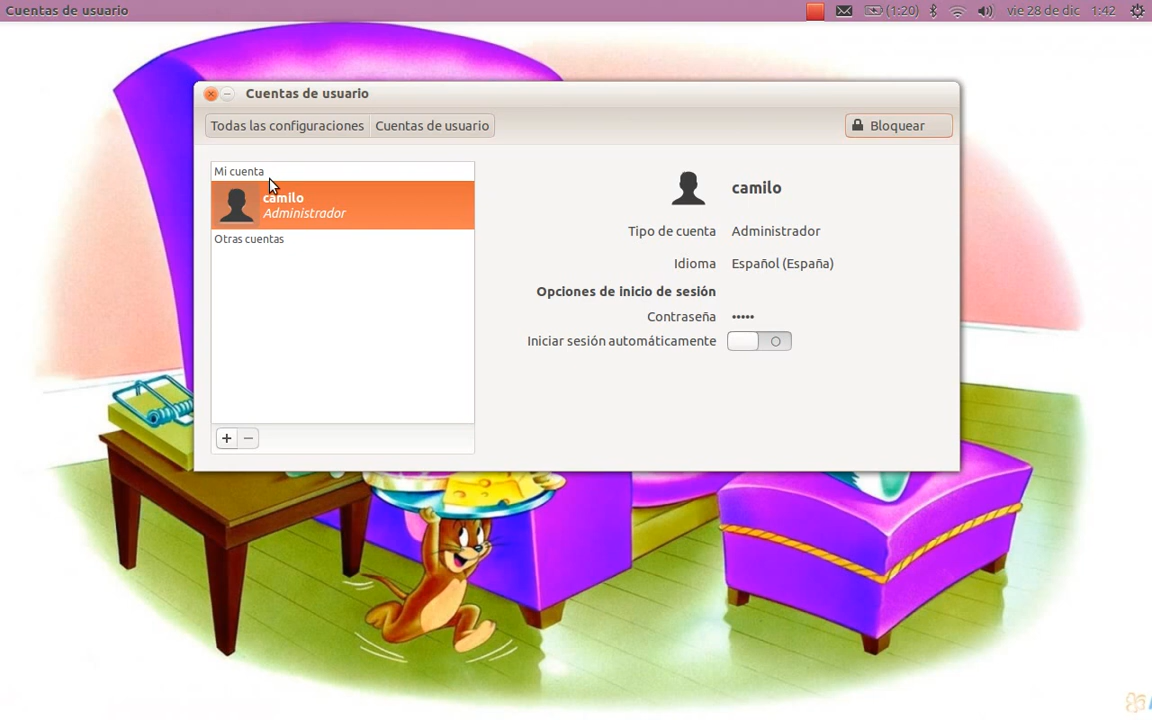 Cuentas de usuario
(1:20) vie 28 de dic 1:42
Cuentas de usuario
Todas las configuraciones Cuentas de usuario Bloquear
Mi cuenta
camilo
Administrador
Otras cuentas
camilo
Tipo de cuenta Administrador
Idioma Español (España)
Opciones de inicio de sesión
Contraseña •••••
Iniciar sesión automáticamente